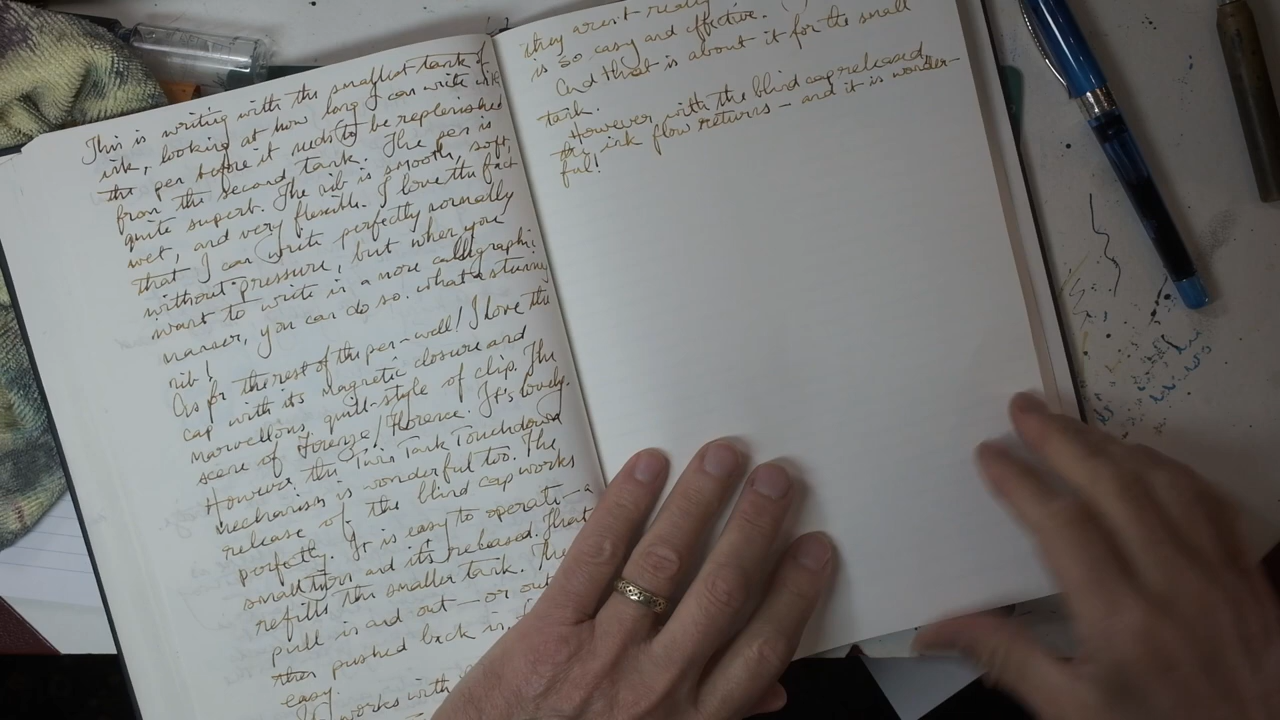 This is writing with the smallest tank of
ink, looking at how long I can write with
the pen before it needs to be replenished
from the second tank. The pen is
quite superb. The nib is smooth, soft,
wet, and very flexible. I love the fact
that I can write perfectly normally
without pressure, but when you
want to write in a more calligraphic
manner, you can do so. what a stunning
nib!
As for the rest of the pen – well! I love the
cap with its magnetic closure and
marvellous quill-style of clip. The
scene of Firenze/Florence. It's lovely.
However, the Twin Tank Touchdown
mechanism is wonderful too. The
release of the blind cap works
perfectly. It is easy to operate – a
small turn and it's released. That
refills the smaller tank. The
pull is and out – or out
then pushed back in.
easy.
works with
they aren't really
is so easy and effective.
And that is about it for the small
tank.
However, with the blind cap released,
the ink flow returns – and it is wonder-
ful!